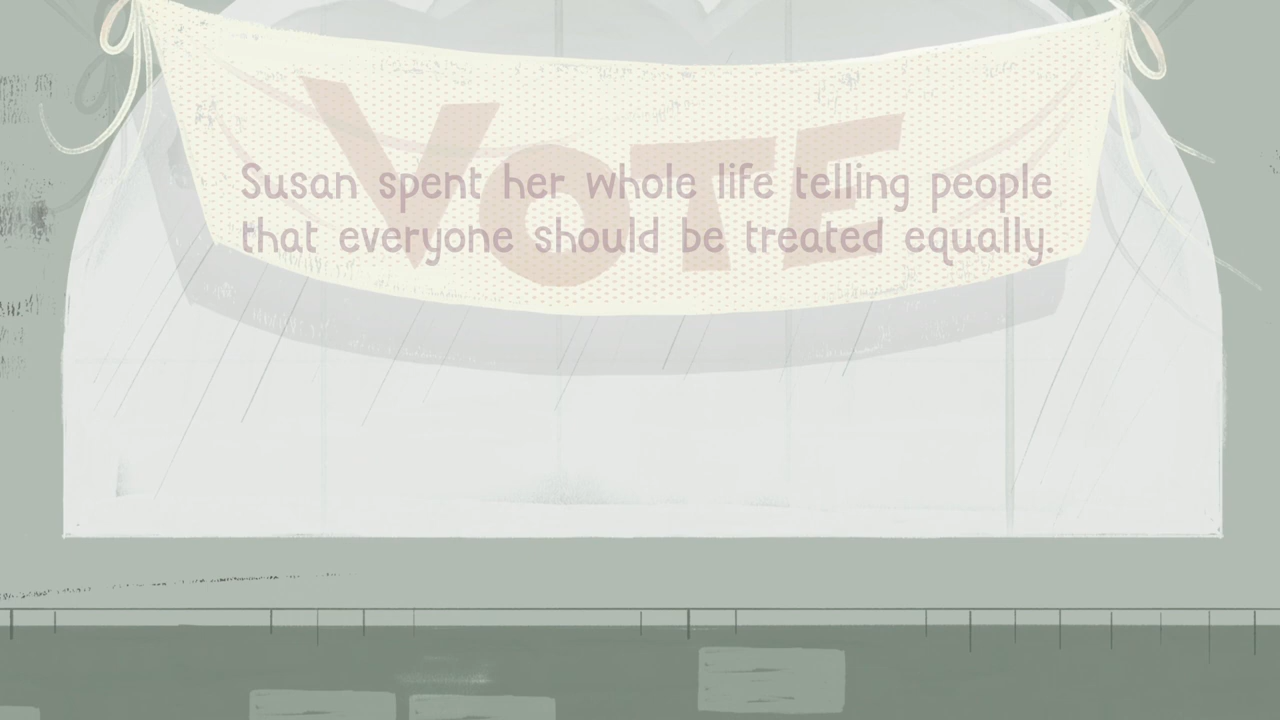 VOTE
Susan spent her whole life telling people
that everyone should be treated equally.